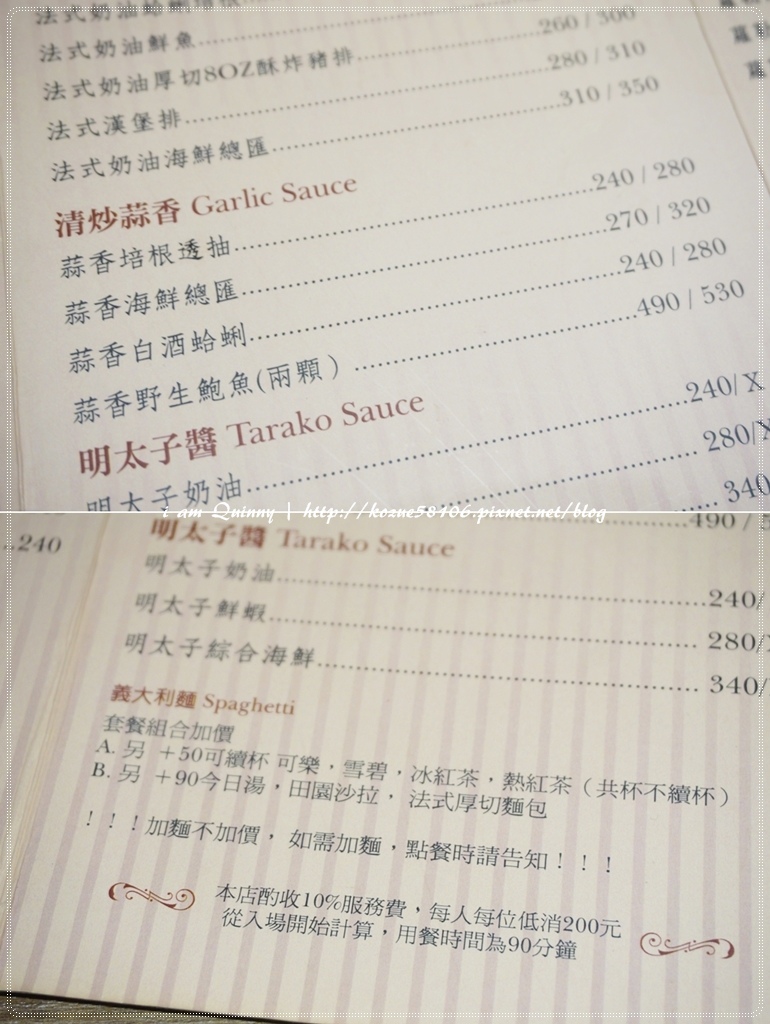 法式奶油蛤蜊培根
法式奶油鮮魚
法式奶油厚切8OZ酥炸豬排 260 / 300
法式漢堡排 280 / 310
法式奶油海鮮總匯 310 / 350
清炒蒜香 Garlic Sauce
蒜香培根透抽 240 / 280
蒜香海鮮總匯 270 / 320
蒜香白酒蛤蜊 240 / 280
蒜香野生鮑魚(兩顆) 490 / 530
明太子醬 Tarako Sauce
明太子奶油 240/ X
280/X
340
i am Quinny | http://kozue58106.pixnet.net/blog
240
490 / 5
明太子醬 Tarako Sauce
明太子奶油 240/
明太子鮮蝦 280/X
明太子綜合海鮮 340/
義大利麵 Spaghetti
套餐組合加價
A. 另 +50可續杯 可樂，雪碧，冰紅茶，熱紅茶（共杯不續杯）
B. 另 +90今日湯，田園沙拉，法式厚切麵包
！！！加麵不加價， 如需加麵，點餐時請告知！！！
本店酌收10%服務費，每人每位低消200元
從入場開始計算，用餐時間為90分鐘